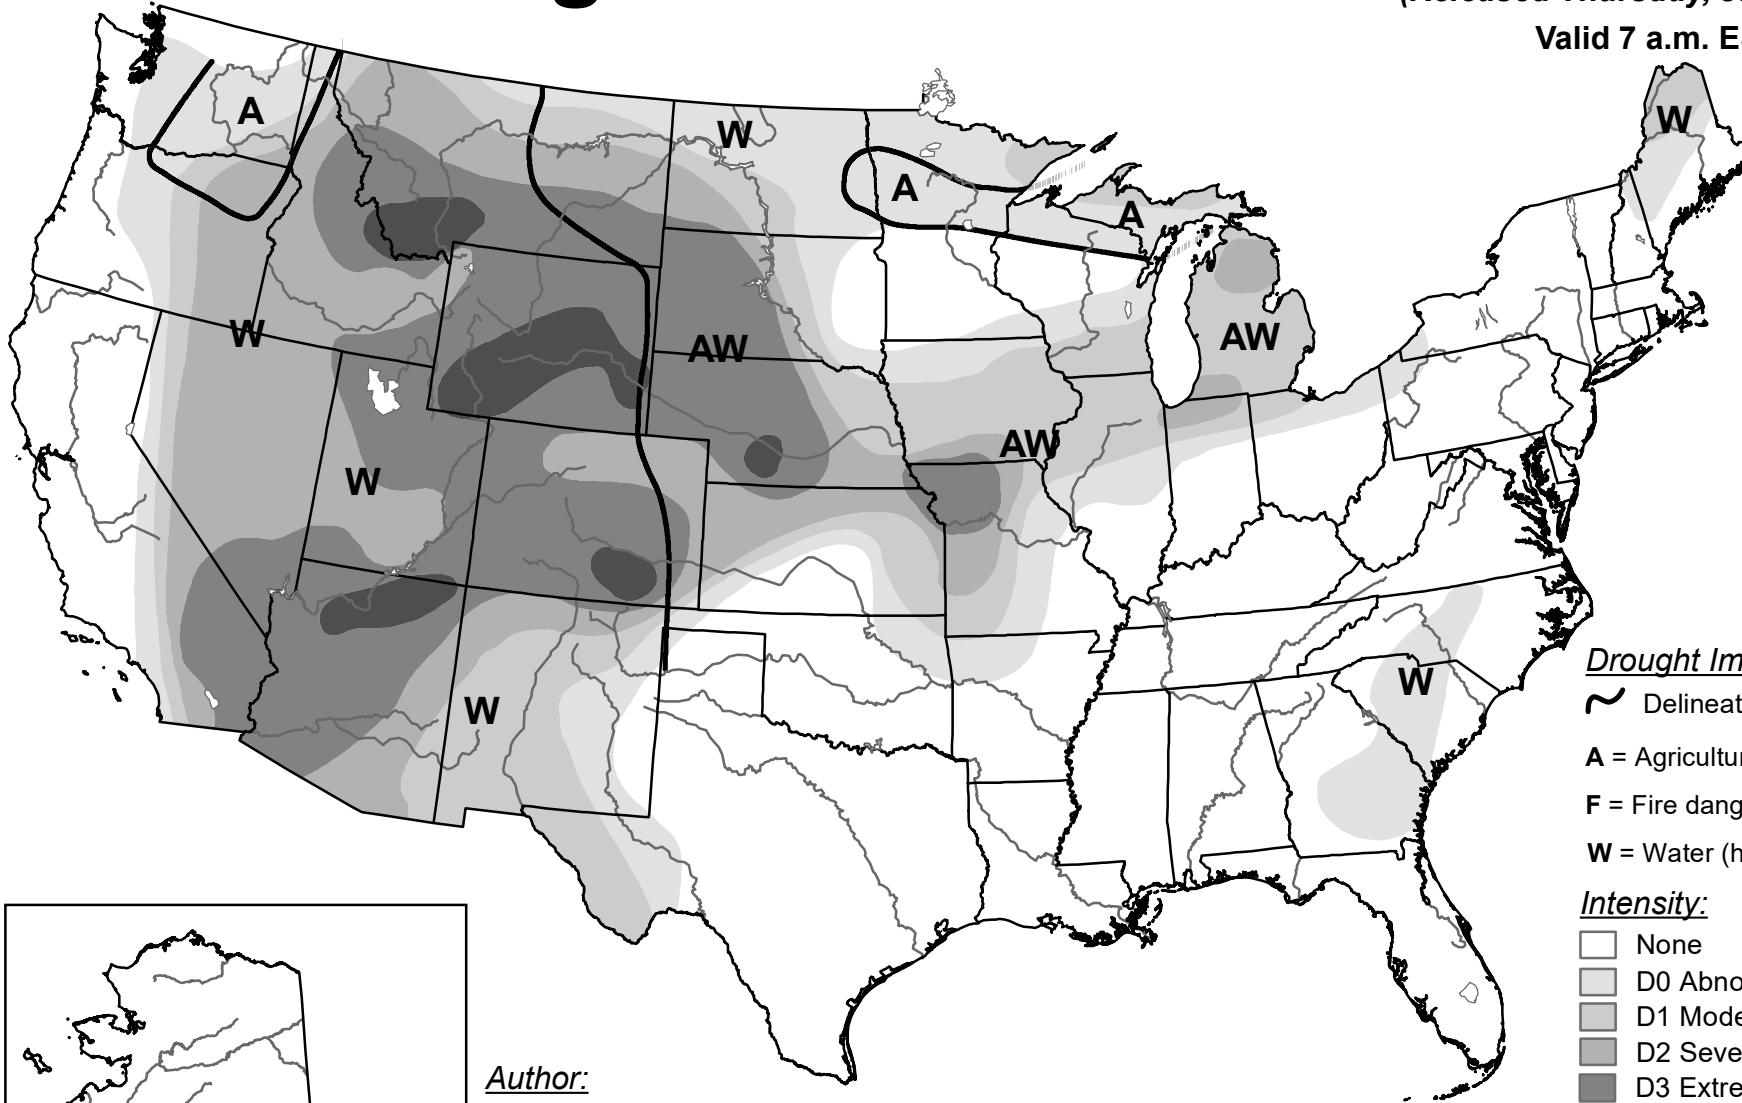 Valid 7 a.m. E
A
W
W
A
A
W
AW
AW
AW
W
W
W
Drought Im
Delineat
A = Agricultur
F = Fire dang
W = Water (h
Intensity:
None
D0 Abno
D1 Mode
D2 Seve
D3 Extre
Author: